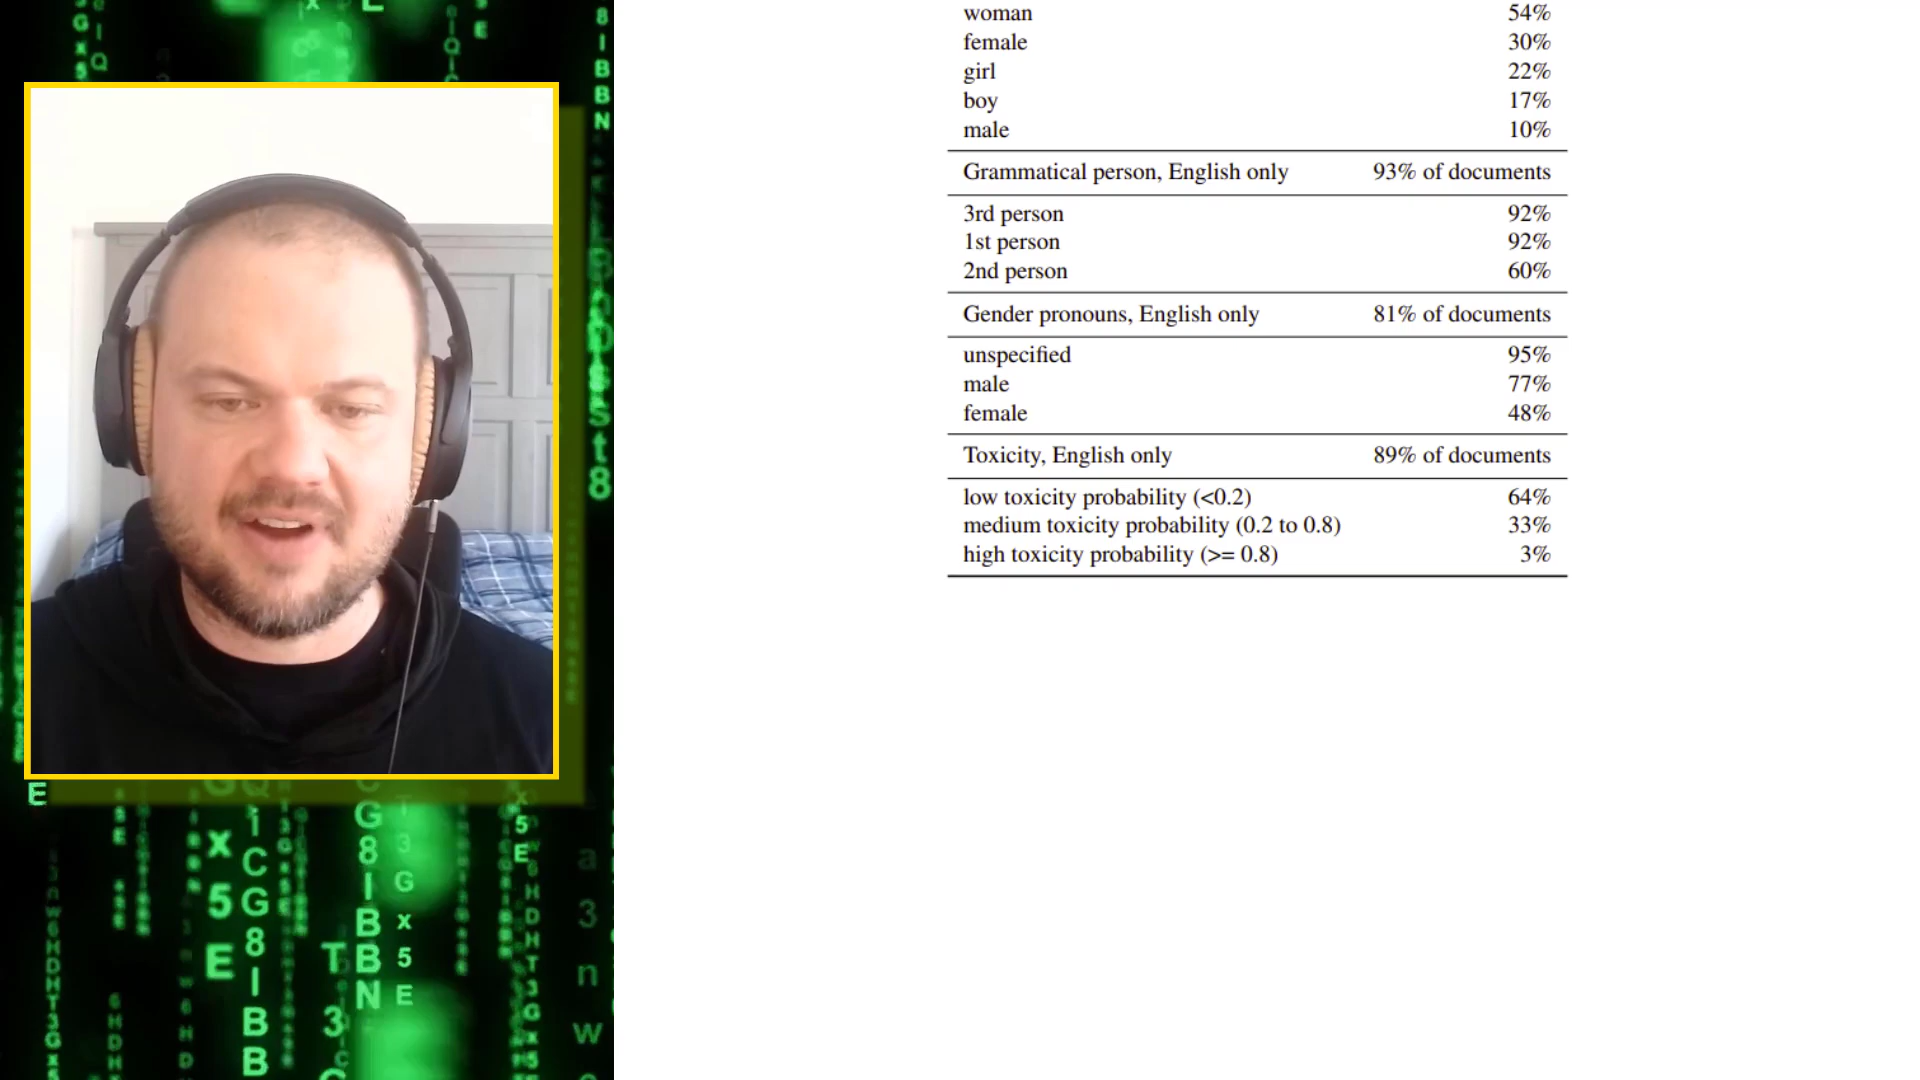 woman 54%
female 30%
girl 22%
boy 17%
male 10%
Grammatical person, English only 93% of documents
3rd person 92%
1st person 92%
2nd person 60%
Gender pronouns, English only 81% of documents
unspecified 95%
male 77%
female 48%
Toxicity, English only 89% of documents
low toxicity probability (<0.2) 64%
medium toxicity probability (0.2 to 0.8) 33%
high toxicity probability (>= 0.8) 3%